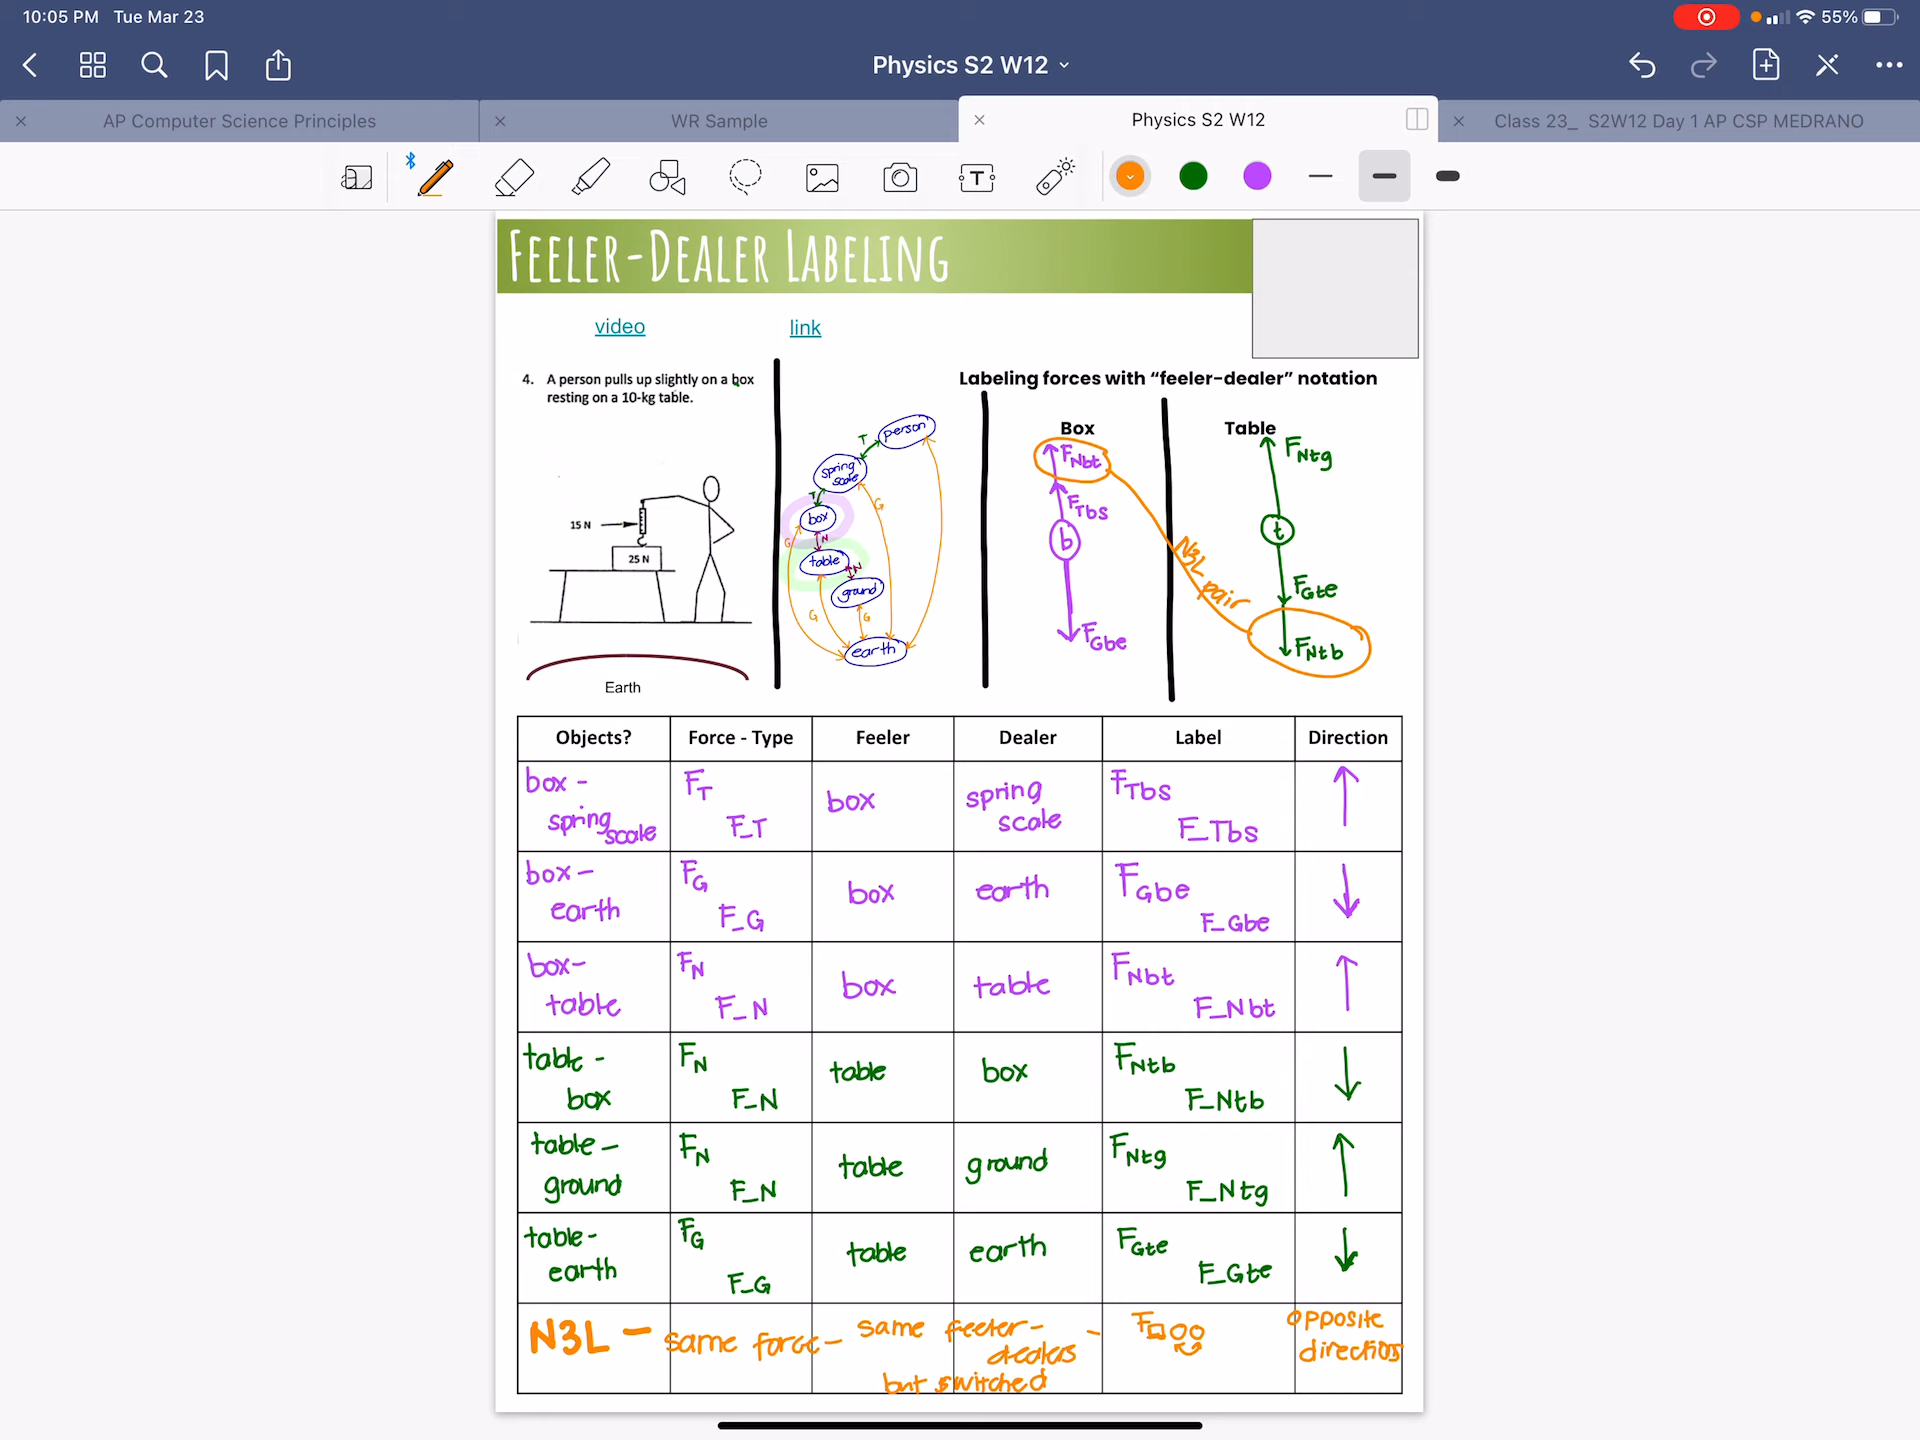 10:05 PM Tue Mar 23
55%
Physics S2 W12
AP Computer Science Principles
WR Sample
Physics S2 W12
Class 23_ S2W12 Day 1 AP CSP MEDRANO
FEELER-DEALER LABELING
video link
4. A person pulls up slightly on a box
resting on a 10-kg table.
15 N
25 N
Earth
person
T
spring
scale
T
G
box
G
N
table
N
ground
G
G
earth
Labeling forces with “feeler-dealer” notation
Box
FNbt
FTbs
b
FGbe
N3L pair
Table
FNtg
t
FGte
FNtb
Objects? Force - Type Feeler Dealer Label Direction
box - spring scale FT F_T box spring scale FTbs F_Tbs ↑
box - earth FG F_G box earth FGbe F_Gbe ↓
box - table FN F_N box table FNbt F_Nbt ↑
table - box FN F_N table box FNtb F_Ntb ↓
table - ground FN F_N table ground FNtg F_Ntg ↑
table - earth FG F_G table earth FGte F_Gte ↓
N3L - same force - same feeler - dealers but switched - F□○○ opposite directions